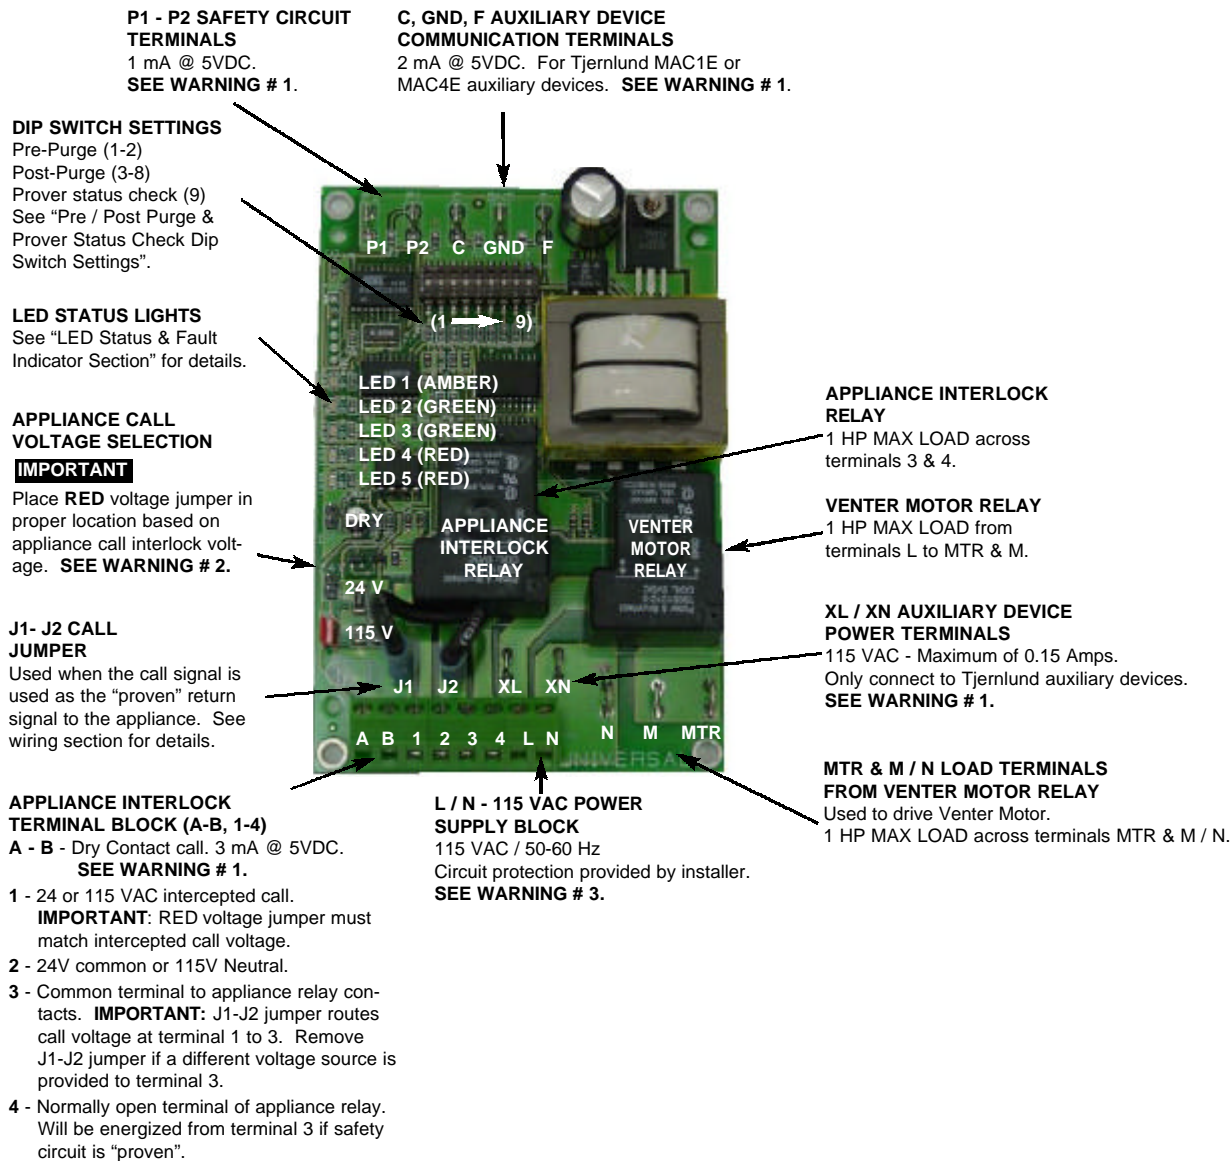 P1 - P2 SAFETY CIRCUIT
TERMINALS
1 mA @ 5VDC.
SEE WARNING # 1.
C, GND, F AUXILIARY DEVICE
COMMUNICATION TERMINALS
2 mA @ 5VDC. For Tjernlund MAC1E or
MAC4E auxiliary devices. SEE WARNING # 1.
DIP SWITCH SETTINGS
Pre-Purge (1-2)
Post-Purge (3-8)
Prover status check (9)
See “Pre / Post Purge &
Prover Status Check Dip
Switch Settings”.
LED STATUS LIGHTS
See “LED Status & Fault
Indicator Section” for details.
APPLIANCE CALL
VOLTAGE SELECTION
IMPORTANT
Place RED voltage jumper in
proper location based on
appliance call interlock volt-
age. SEE WARNING # 2.
J1- J2 CALL
JUMPER
Used when the call signal is
used as the “proven” return
signal to the appliance. See
wiring section for details.
P1 P2 C GND F
(1 9)
LED 1 (AMBER)
LED 2 (GREEN)
LED 3 (GREEN)
LED 4 (RED)
LED 5 (RED)
DRY
24 V
115 V
APPLIANCE
INTERLOCK
RELAY
VENTER
MOTOR
RELAY
J1 J2 XL XN
A B 1 2 3 4 L N
N M MTR
UNIVERSA
APPLIANCE INTERLOCK
RELAY
1 HP MAX LOAD across
terminals 3 & 4.
VENTER MOTOR RELAY
1 HP MAX LOAD from
terminals L to MTR & M.
XL / XN AUXILIARY DEVICE
POWER TERMINALS
115 VAC - Maximum of 0.15 Amps.
Only connect to Tjernlund auxiliary devices.
SEE WARNING # 1.
MTR & M / N LOAD TERMINALS
FROM VENTER MOTOR RELAY
Used to drive Venter Motor.
1 HP MAX LOAD across terminals MTR & M / N.
APPLIANCE INTERLOCK
TERMINAL BLOCK (A-B, 1-4)
A - B - Dry Contact call. 3 mA @ 5VDC.
SEE WARNING # 1.
1 - 24 or 115 VAC intercepted call.
IMPORTANT: RED voltage jumper must
match intercepted call voltage.
2 - 24V common or 115V Neutral.
3 - Common terminal to appliance relay con-
tacts. IMPORTANT: J1-J2 jumper routes
call voltage at terminal 1 to 3. Remove
J1-J2 jumper if a different voltage source is
provided to terminal 3.
4 - Normally open terminal of appliance relay.
Will be energized from terminal 3 if safety
circuit is “proven”.
L / N - 115 VAC POWER
SUPPLY BLOCK
115 VAC / 50-60 Hz
Circuit protection provided by installer.
SEE WARNING # 3.